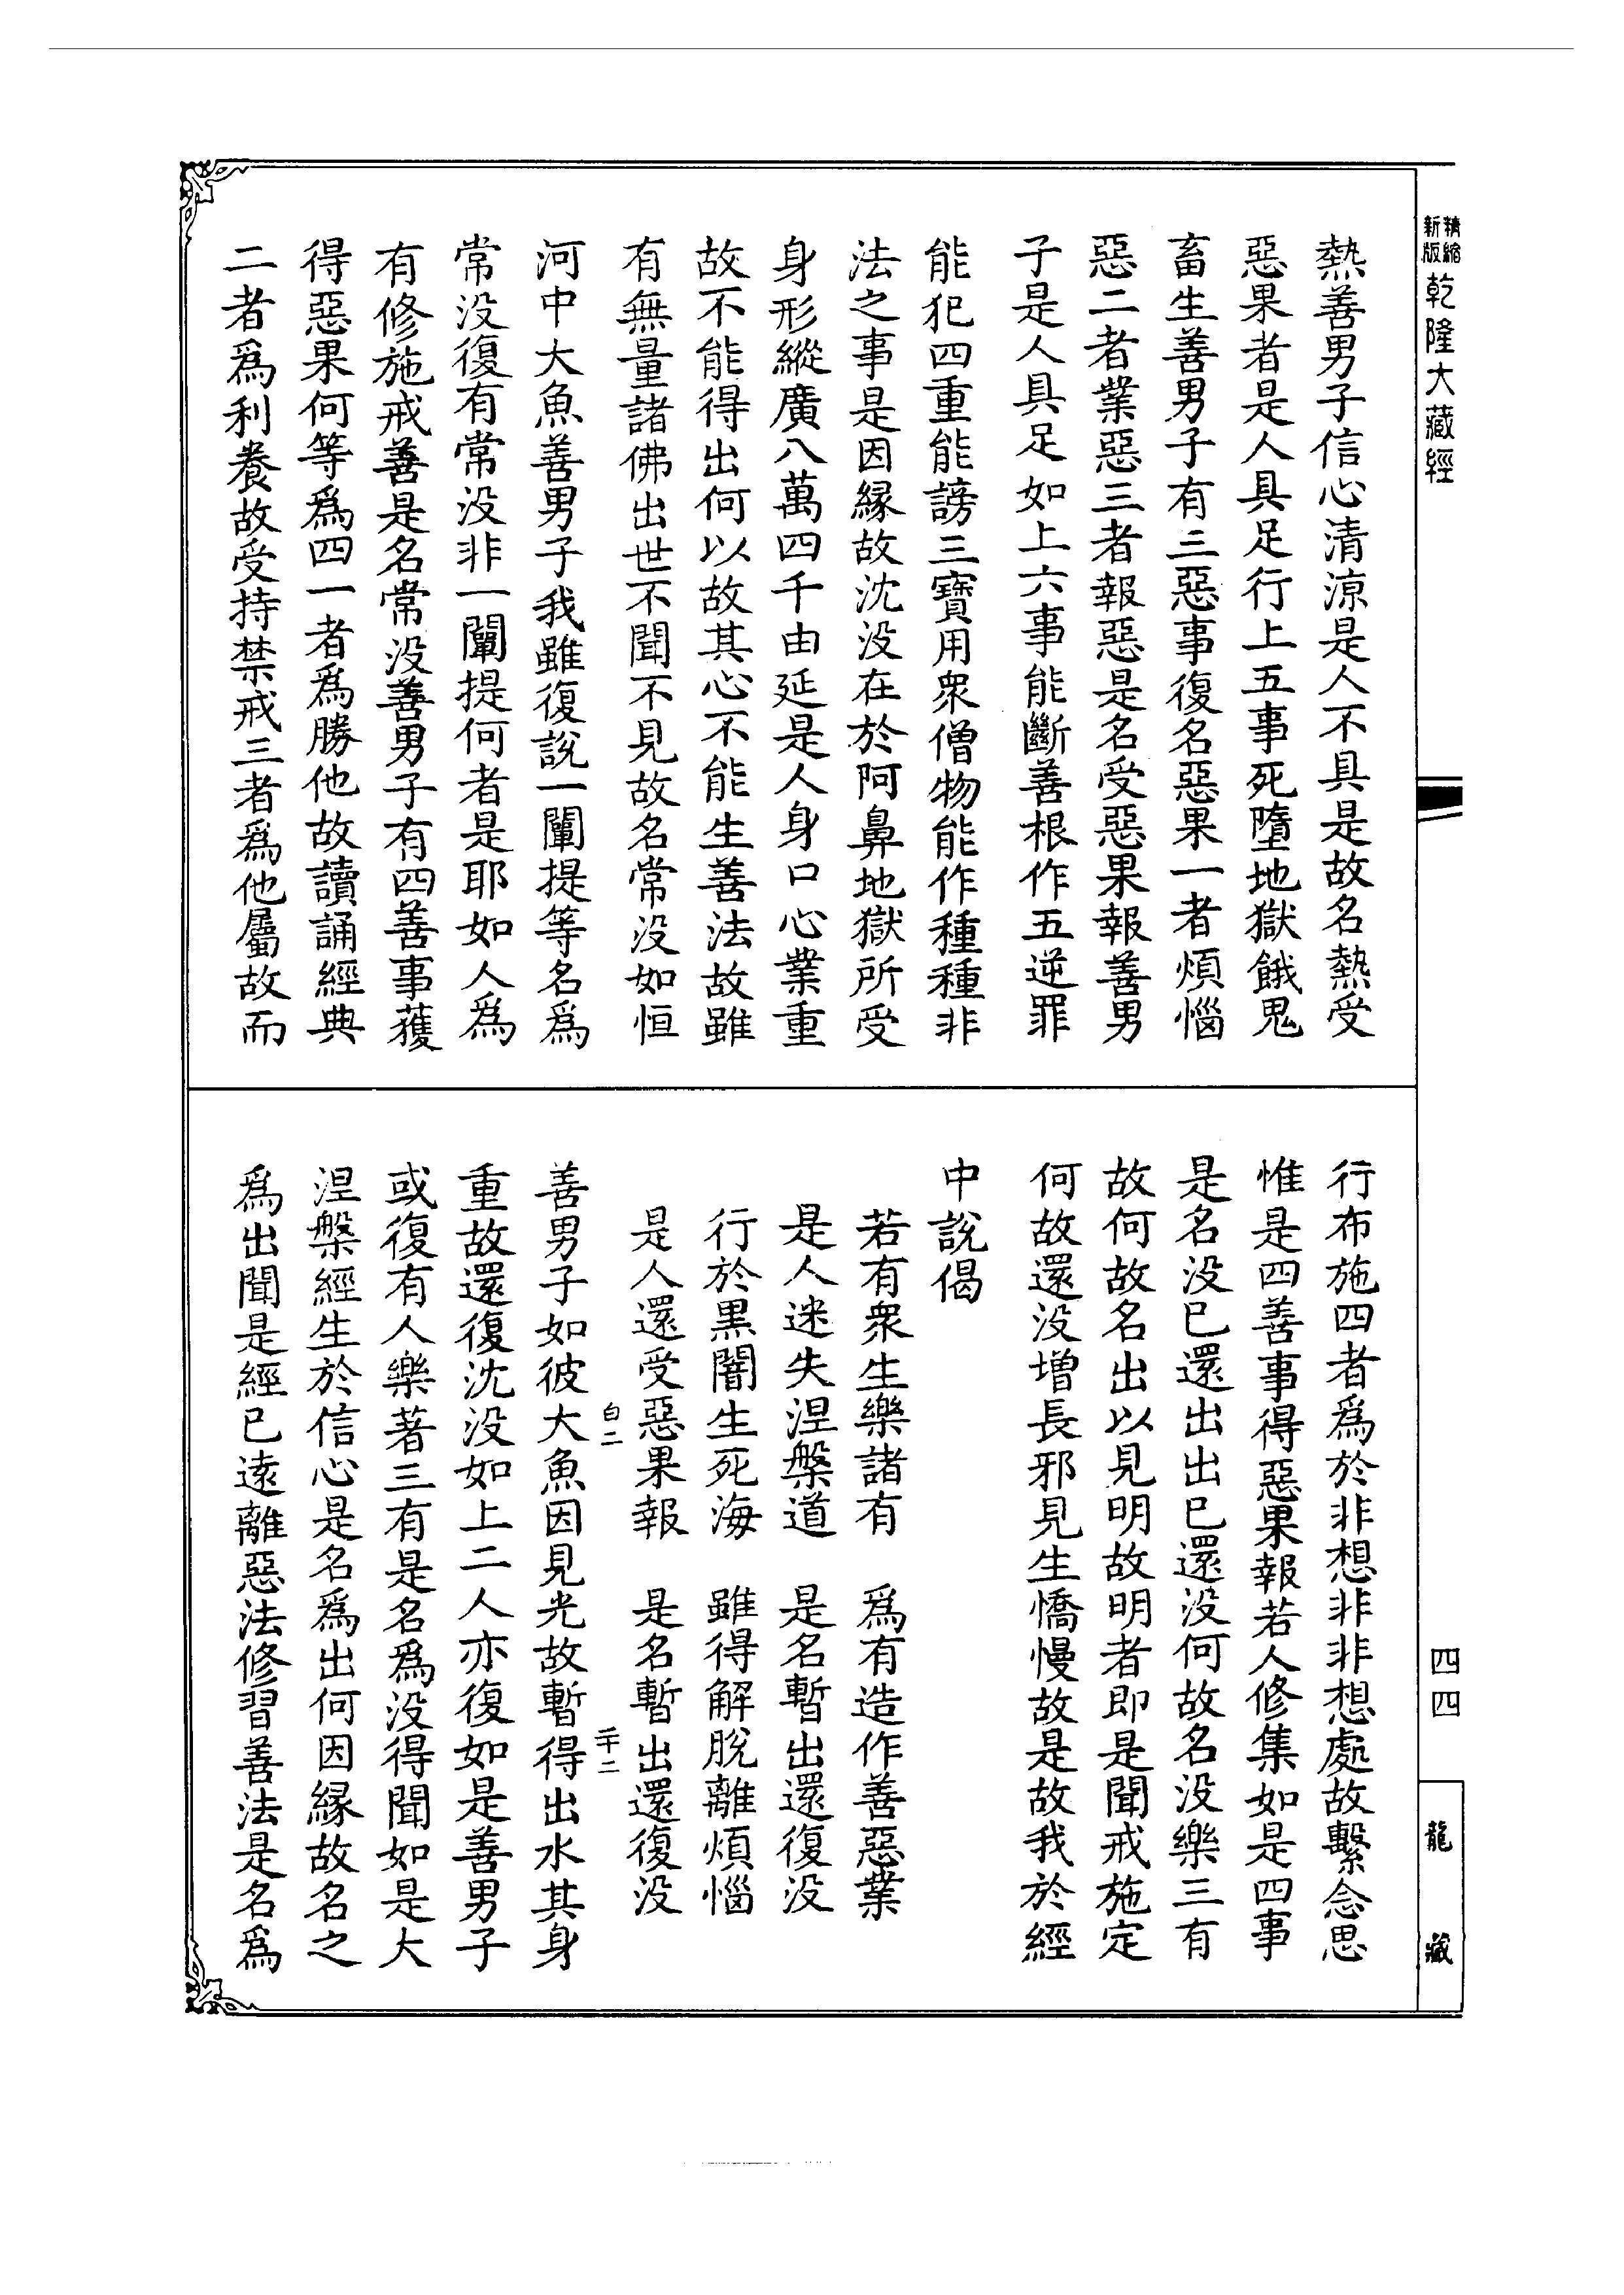 精縮新版乾隆大藏經
四四
龍藏
熱善男子信心清涼是人不具是故名熱受
惡果者是人具足行上五事死墮地獄餓鬼
畜生善男子有三惡事復名惡果一者煩惱
惡二者業惡三者報惡是名受惡果報善男
子是人具足如上六事能斷善根作五逆罪
能犯四重能謗三寶用衆僧物能作種種非
法之事是因緣故沈沒在於阿鼻地獄所受
身形縱廣八萬四千由延是人身口心業重
故不能得出何以故其心不能生善法故雖
有無量諸佛出世不聞不見故名常沒如恒
河中大魚善男子我雖復說一闡提等名爲
常沒復有常沒非一闡提何者是耶如人爲
有修施戒善是名常沒善男子有四善事獲
得惡果何等爲四一者爲勝他故讀誦經典
二者爲利養故受持禁戒三者爲他屬故而
行布施四者爲於非想非非想處故繫念思
惟是四善事得惡果報若人修集如是四事
是名沒已還出出已還沒何故名沒樂三有
故何故名出以見明故明者即是聞戒施定
何故還沒增長邪見生憍慢故是故我於經
中說偈
若有衆生樂諸有　爲有造作善惡業
是人迷失涅槃道　是名暫出還復沒
行於黑闇生死海　雖得解脫離煩惱
是人還受惡果報　是名暫出還復沒
白二　千二
善男子如彼大魚因見光故暫得出水其身
重故還復沈沒如上二人亦復如是善男子
或復有人樂著三有是名爲沒得聞如是大
涅槃經生於信心是名爲出何因緣故名之
爲出聞是經已遠離惡法修習善法是名爲